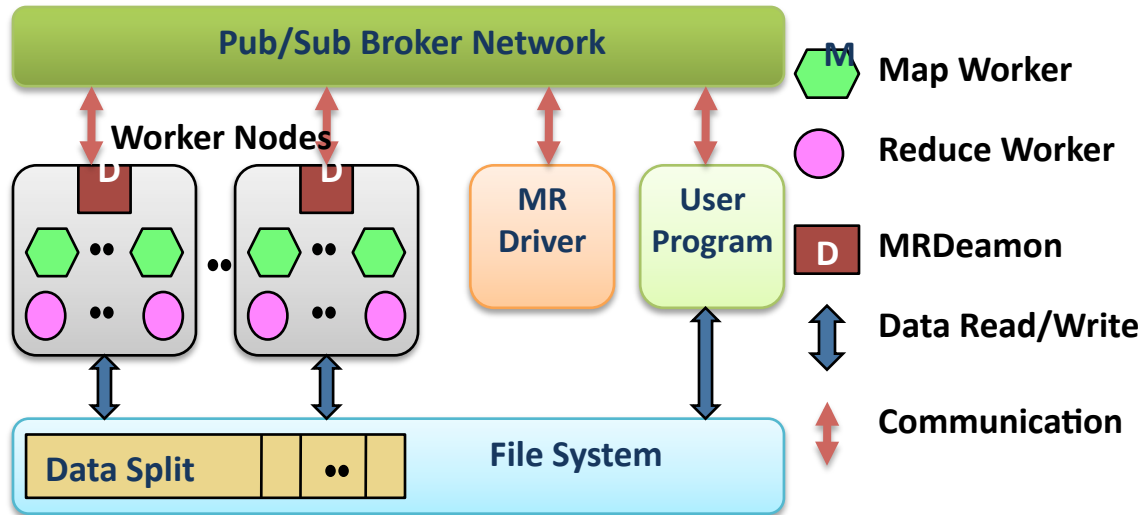 Pub/Sub Broker Network
Worker Nodes
D
D
MR
Driver
User
Program
Data Split
File System
M
Map Worker
Reduce Worker
D
MRDeamon
Data Read/Write
Communication